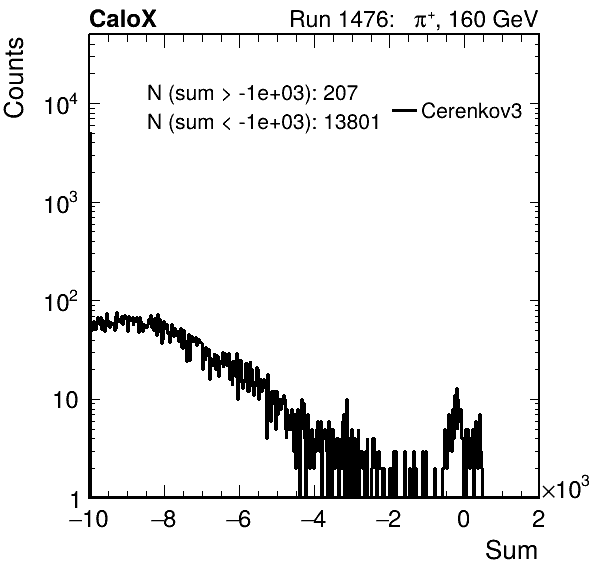 CaloX Run 1476: π⁺, 160 GeV
Counts
N (sum > -1e+03): 207
N (sum < -1e+03): 13801
Cerenkov3
10⁴
10³
10²
10
1
−10 −8 −6 −4 −2 0 2
×10³
Sum